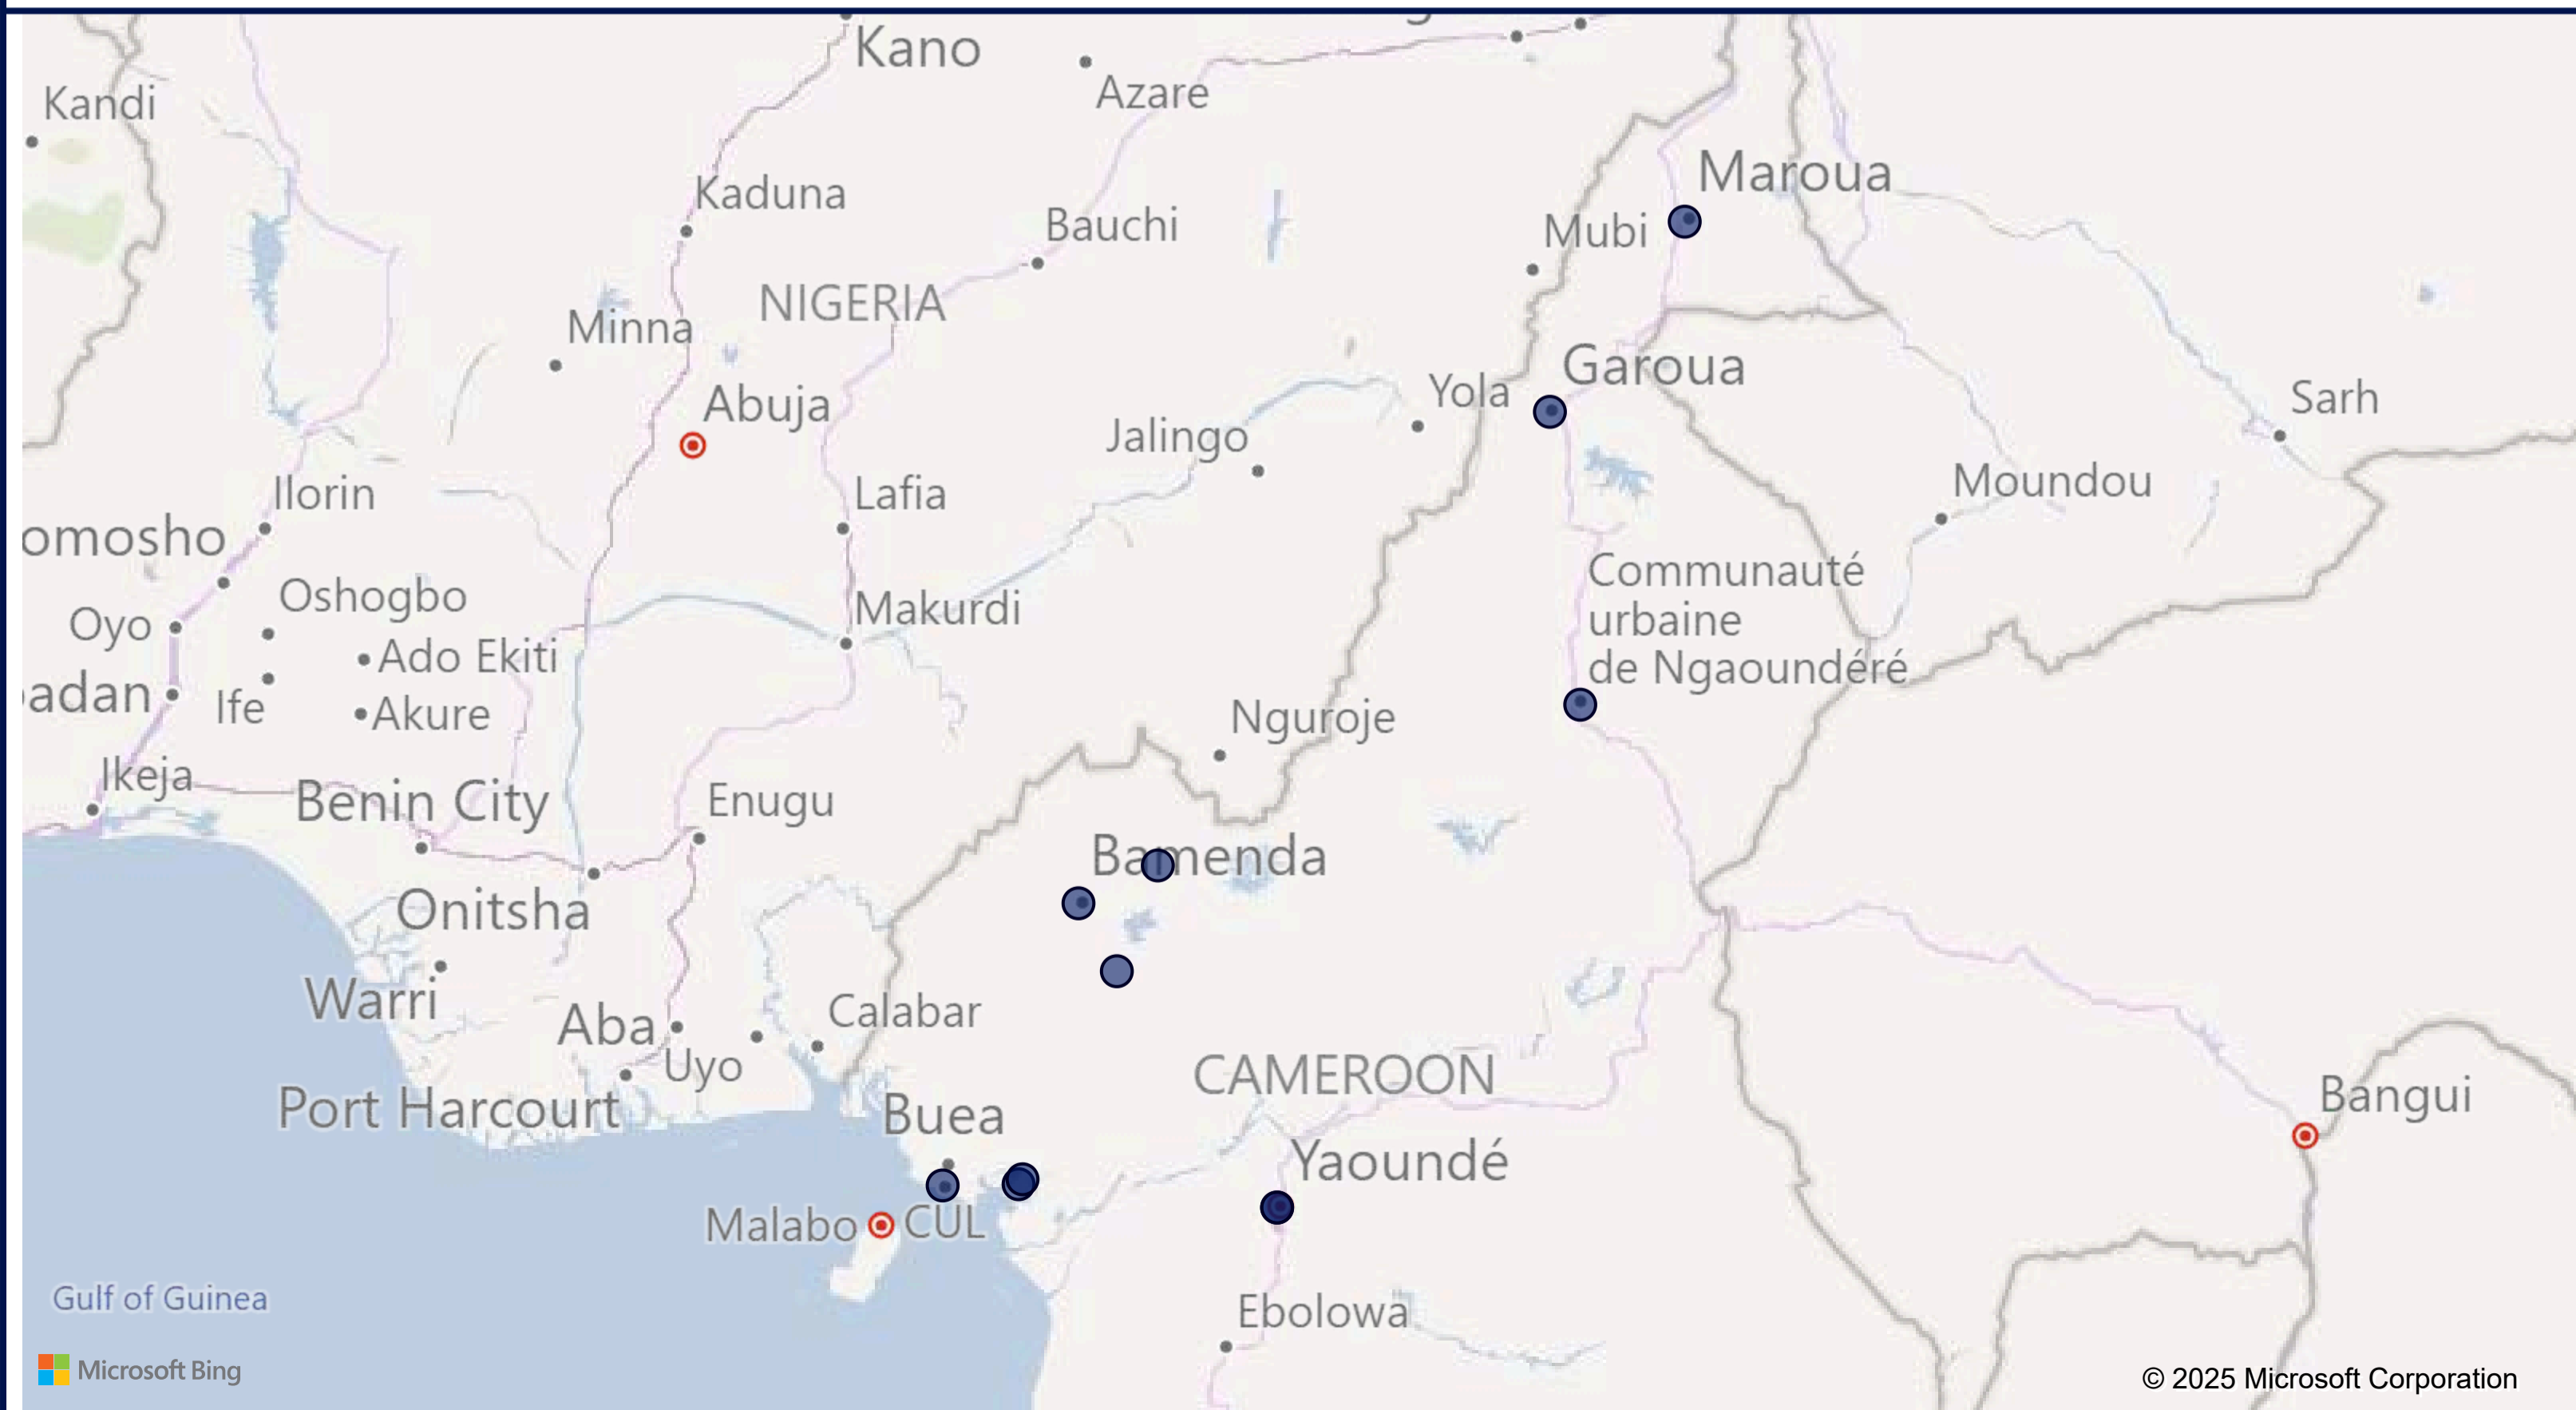 Kano
Azare
Kandi
Maroua
Kaduna
Bauchi
Mubi
NIGERIA
Minna
Garoua
Abuja
Yola
Sarh
Jalingo
Ilorin
Lafia
Moundou
omosho
Communauté
urbaine
de Ngaoundéré
Oshogbo
Makurdi
Oyo
Ado Ekiti
adan
Ife
Akure
Nguroje
Ikeja
Benin City
Enugu
Bamenda
Onitsha
Warri
Aba
Calabar
Uyo
CAMEROON
Port Harcourt
Buea
Bangui
Yaoundé
Malabo
CUL
Gulf of Guinea
Ebolowa
Microsoft Bing
© 2025 Microsoft Corporation